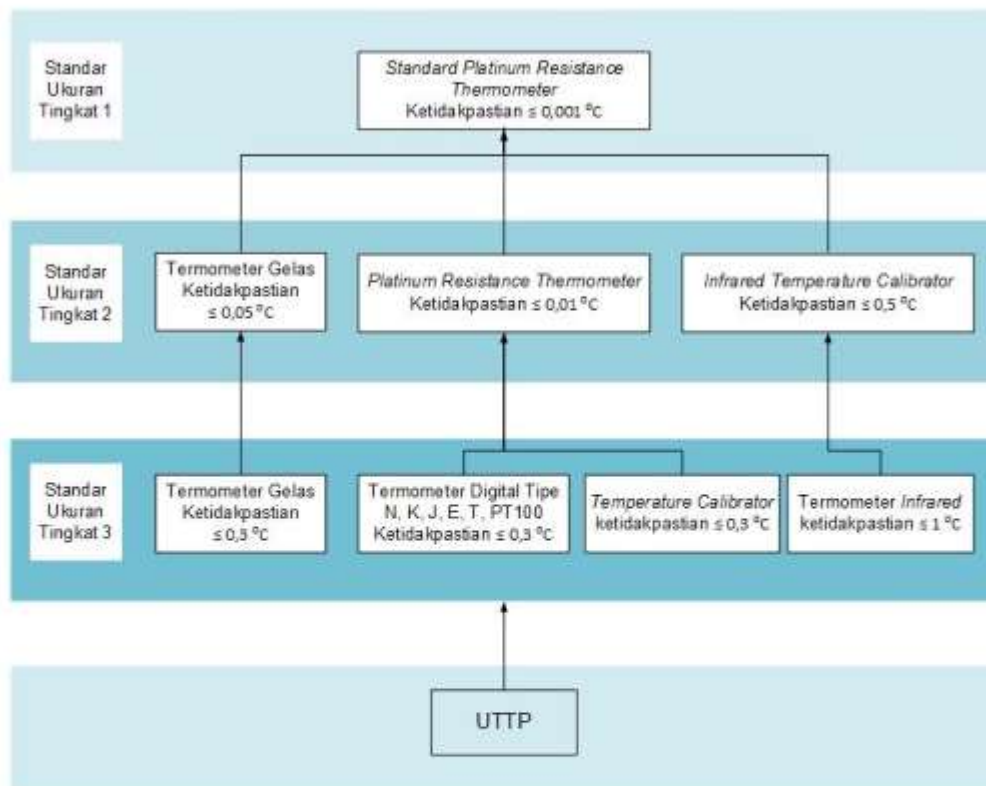 Standar
Ukuran
Tingkat 1
Standard Platinum Resistance
Thermometer
Ketidakpastian ≤ 0,001 °C
Standar
Ukuran
Tingkat 2
Termometer Gelas
Ketidakpastian
≤ 0,05 °C
Platinum Resistance Thermometer
Ketidakpastian ≤ 0,01 °C
Infrared Temperature Calibrator
Ketidakpastian ≤ 0,5 °C
Standar
Ukuran
Tingkat 3
Termometer Gelas
Ketidakpastian
≤ 0,3 °C
Termometer Digital Tipe
N, K, J, E, T, PT100
Ketidakpastian ≤ 0,3 °C
Temperature Calibrator
ketidakpastian ≤ 0,3 °C
Termometer Infrared
ketidakpastian ≤ 1 °C
UTTP